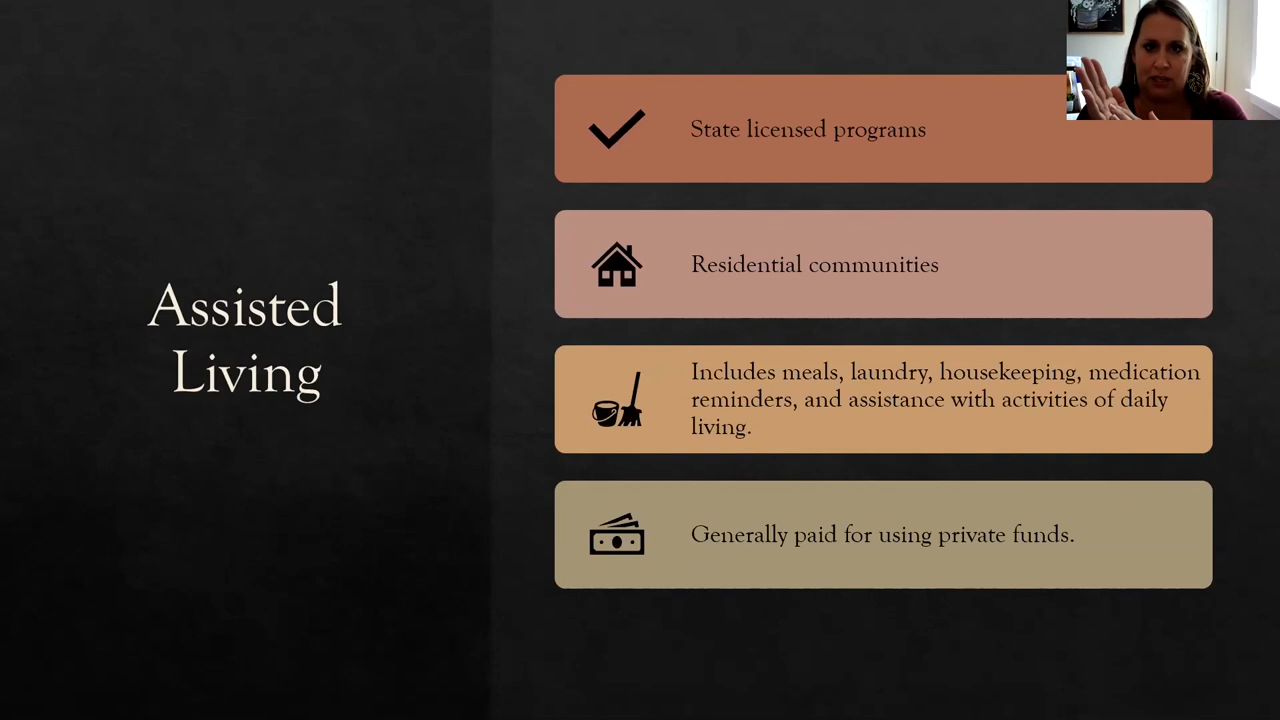 Assisted
Living
State licensed programs
Residential communities
Includes meals, laundry, housekeeping, medication
reminders, and assistance with activities of daily
living.
Generally paid for using private funds.